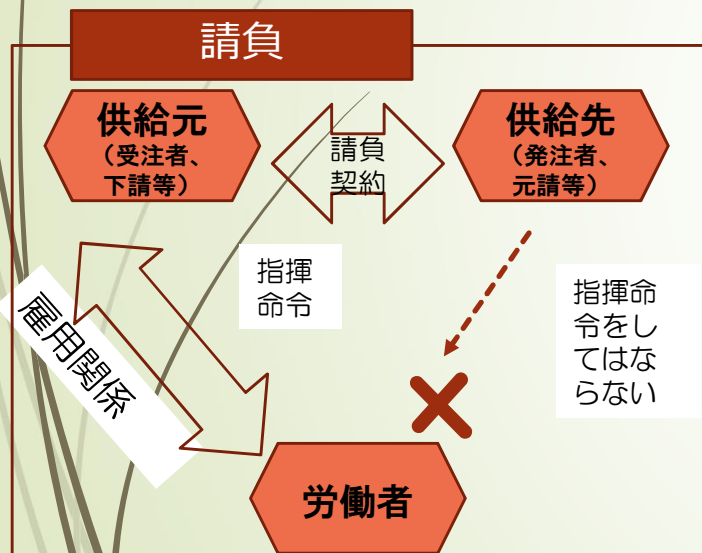 請負
供給元
（受注者、
下請等）
請負
契約
供給先
（発注者、
元請等）
指揮
命令
雇用関係
指揮命
令をし
てはな
らない
労働者